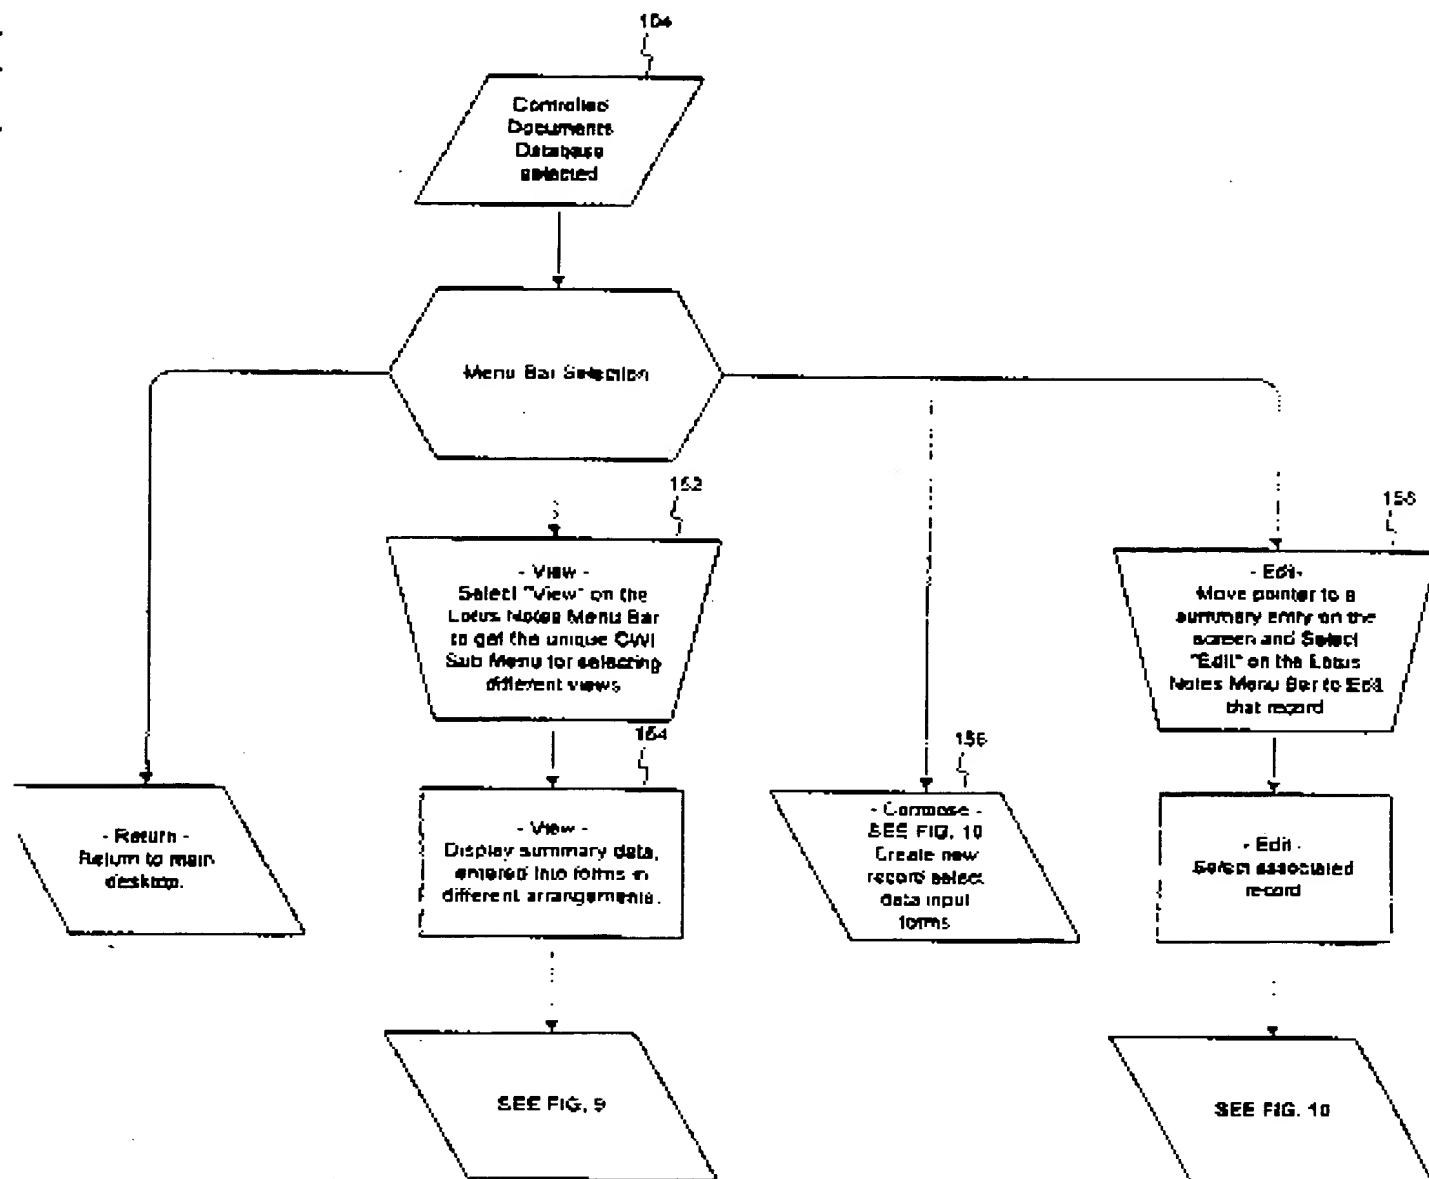 104
Controlled
Documents
Database
selected
Menu Bar Selection
152
- View -
Select "View" on the
Lotus Notes Menu Bar
to get the unique CWI
Sub Menu for selecting
different views
158
- Edit -
Move pointer to a
summary entry on the
screen and Select
"Edit" on the Lotus
Notes Menu Bar to Edit
that record
- Return -
Return to main
desktop.
154
- View -
Display summary data,
entered into forms in
different arrangements.
156
- Compose -
SEE FIG. 10
Create new
record select
data input
forms
- Edit -
Select associated
record
SEE FIG. 9
SEE FIG. 10